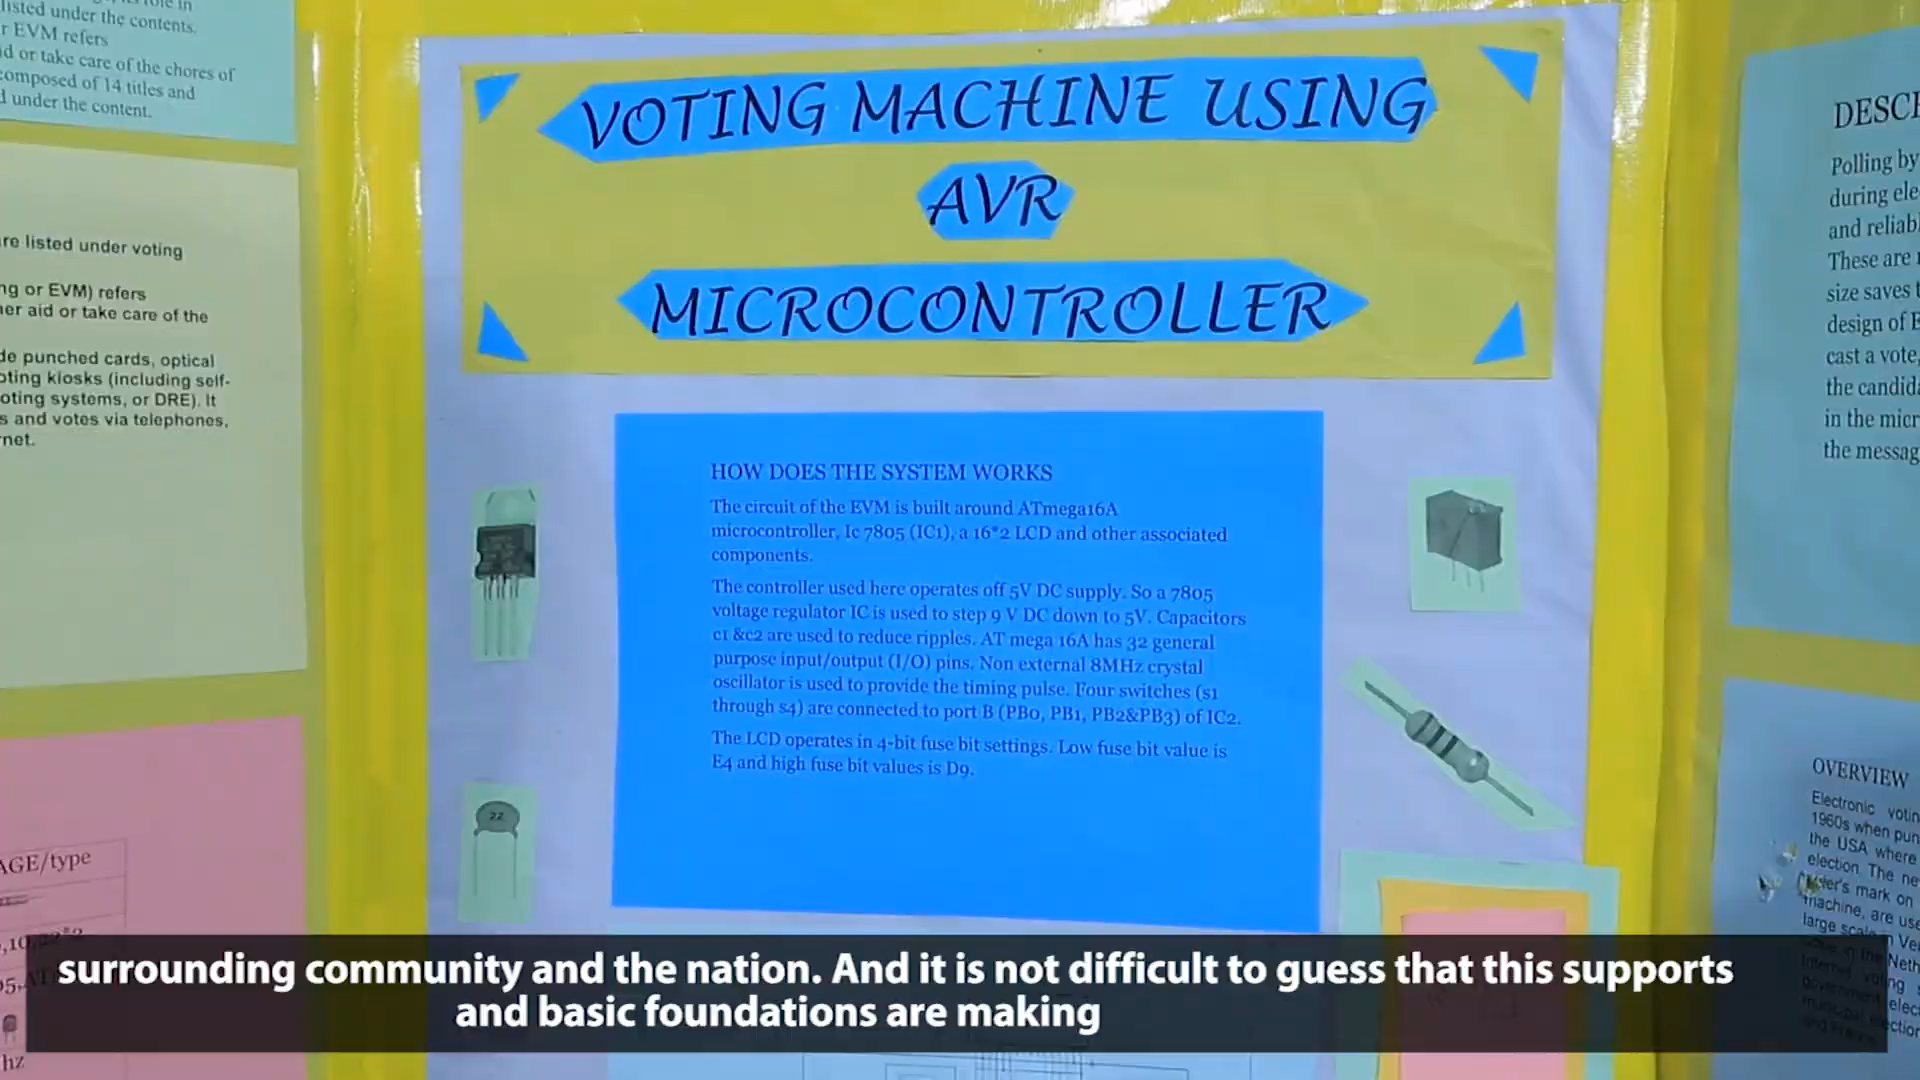 listed under the contents.
r EVM refers
or take care of the chores of
composed of 14 titles and
under the content.
re listed under voting
ng or EVM) refers
her aid or take care of the
de punched cards, optical
oting kiosks (including self-
oting systems, or DRE). It
s and votes via telephones,
rnet.
AGE/type
hz
VOTING MACHINE USING
AVR
MICROCONTROLLER
HOW DOES THE SYSTEM WORKS
The circuit of the EVM is built around ATmega16A
microcontroller, Ic 7805 (IC1), a 16*2 LCD and other associated
components.
The controller used here operates off 5V DC supply. So a 7805
voltage regulator IC is used to step 9 V DC down to 5V. Capacitors
c1 &c2 are used to reduce ripples. AT mega 16A has 32 general
purpose input/output (I/O) pins. Non external 8MHz crystal
oscillator is used to provide the timing pulse. Four switches (s1
through s4) are connected to port B (PB0, PB1, PB2&PB3) of IC2.
The LCD operates in 4-bit fuse bit settings. Low fuse bit value is
E4 and high fuse bit values is D9.
22
DESC
Polling by
during ele
and reliab
These are
size saves
design of E
cast a vote,
the candida
in the micr
the messag
OVERVIEW
Electronic votin
1960s when pun
the USA where
election. The ne
mark on
machine, are use
large scale
surrounding community and the nation. And it is not difficult to guess that this supports
and basic foundations are making